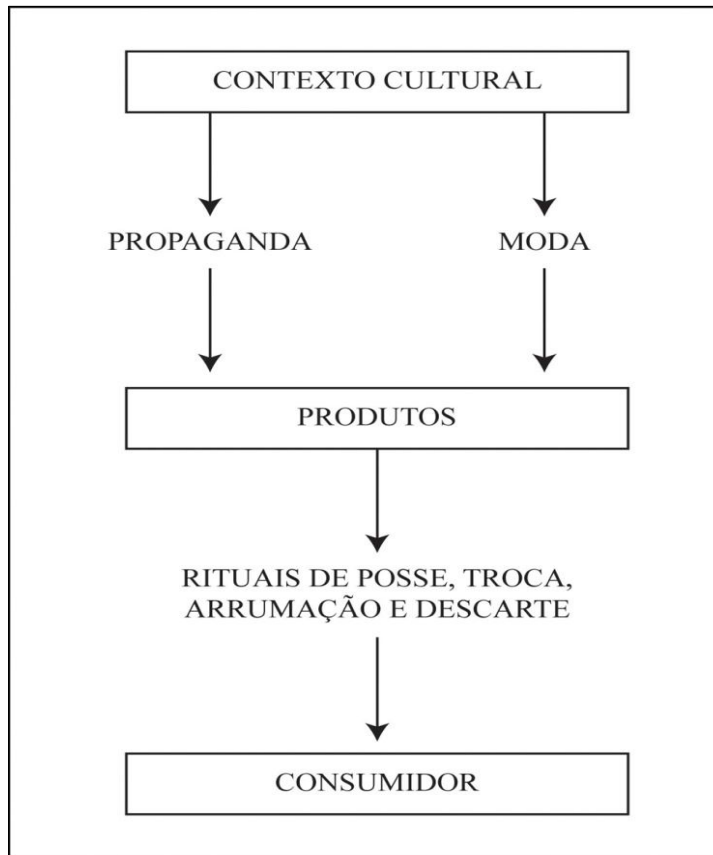 CONTEXTO CULTURAL
PROPAGANDA
MODA
PRODUTOS
RITUAIS DE POSSE, TROCA,
ARRUMAÇÃO E DESCARTE
CONSUMIDOR